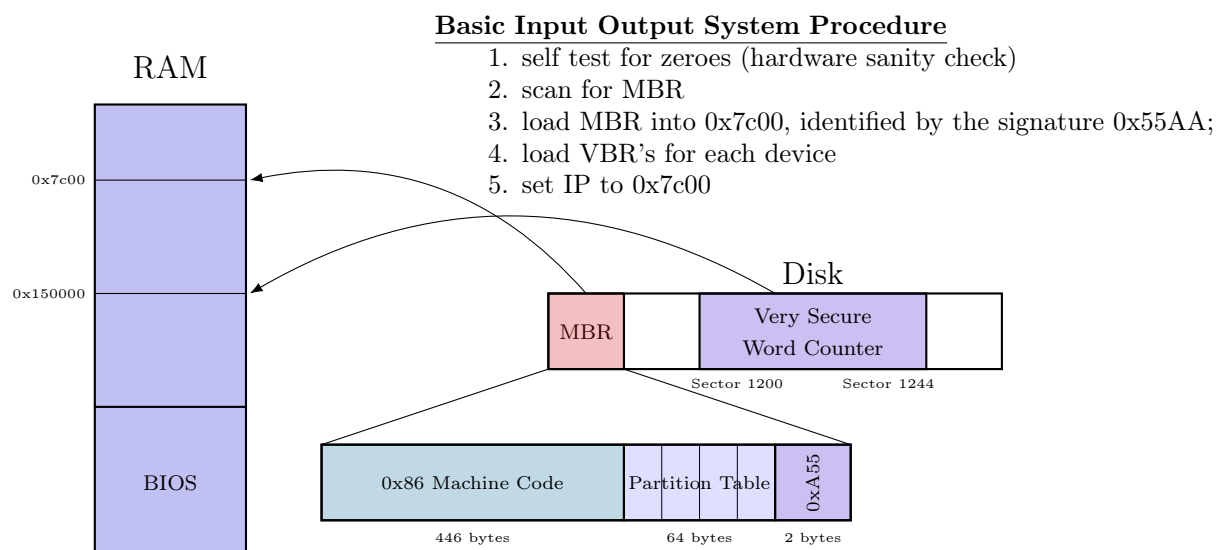 Basic Input Output System Procedure
1. self test for zeroes (hardware sanity check)
2. scan for MBR
3. load MBR into 0x7c00, identified by the signature 0x55AA;
4. load VBR's for each device
5. set IP to 0x7c00
RAM
0x7c00
0x150000
BIOS
Disk
MBR
Very Secure
Word Counter
Sector 1200
Sector 1244
0x86 Machine Code
Partition Table
0xA55
446 bytes
64 bytes
2 bytes